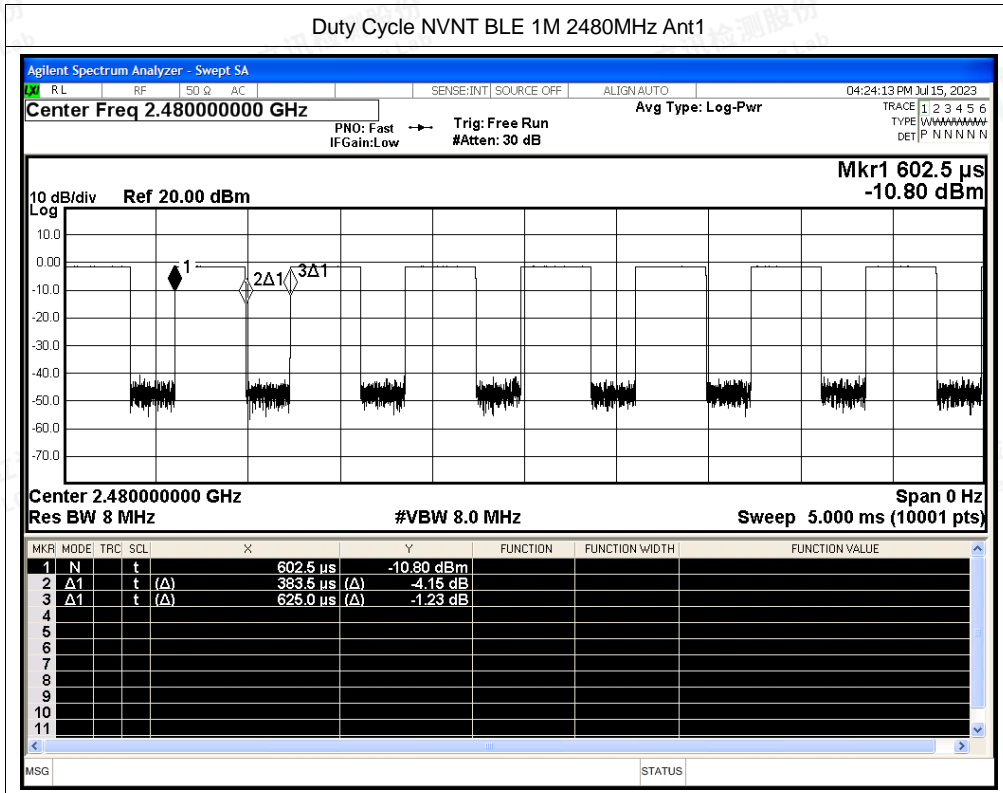 Duty Cycle NVNT BLE 1M 2480MHz Ant1
Agilent Spectrum Analyzer - Swept SA
LXI RL RF 50 Ω AC SENSE:INT SOURCE OFF ALIGN AUTO 04:24:13 PM Jul 15, 2023
Center Freq 2.480000000 GHz Avg Type: Log-Pwr TRACE 1 2 3 4 5 6
PNO: Fast Trig: Free Run TYPE WWWWWW
IFGain:Low #Atten: 30 dB DET P N N N N N
Mkr1 602.5 µs
10 dB/div Ref 20.00 dBm -10.80 dBm
Log
10.0
0.00
1 2Δ1 3Δ1
-10.0
-20.0
-30.0
-40.0
-50.0
-60.0
-70.0
Center 2.480000000 GHz Span 0 Hz
Res BW 8 MHz #VBW 8.0 MHz Sweep 5.000 ms (10001 pts)
MKR MODE TRC SCL X Y FUNCTION FUNCTION WIDTH FUNCTION VALUE
1 N t 602.5 µs -10.80 dBm
2 Δ1 t (Δ) 383.5 µs (Δ) -4.15 dB
3 Δ1 t (Δ) 625.0 µs (Δ) -1.23 dB
4
5
6
7
8
9
10
11
MSG STATUS